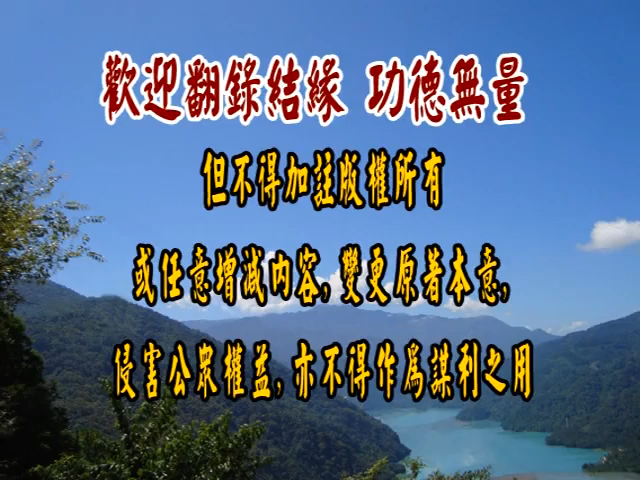 歡迎翻錄結緣 功德無量
但不得加註版權所有
或任意增減內容,變更原著本意,
侵害公眾權益,亦不得作為謀利之用